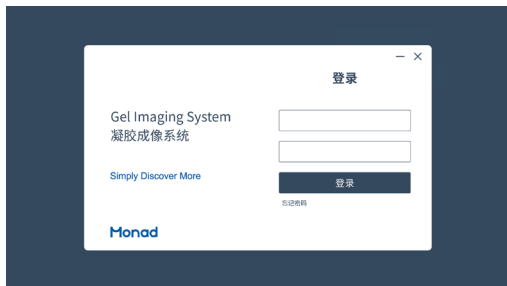 登录
Gel Imaging System
凝胶成像系统
Simply Discover More
登录
忘记密码
Monad